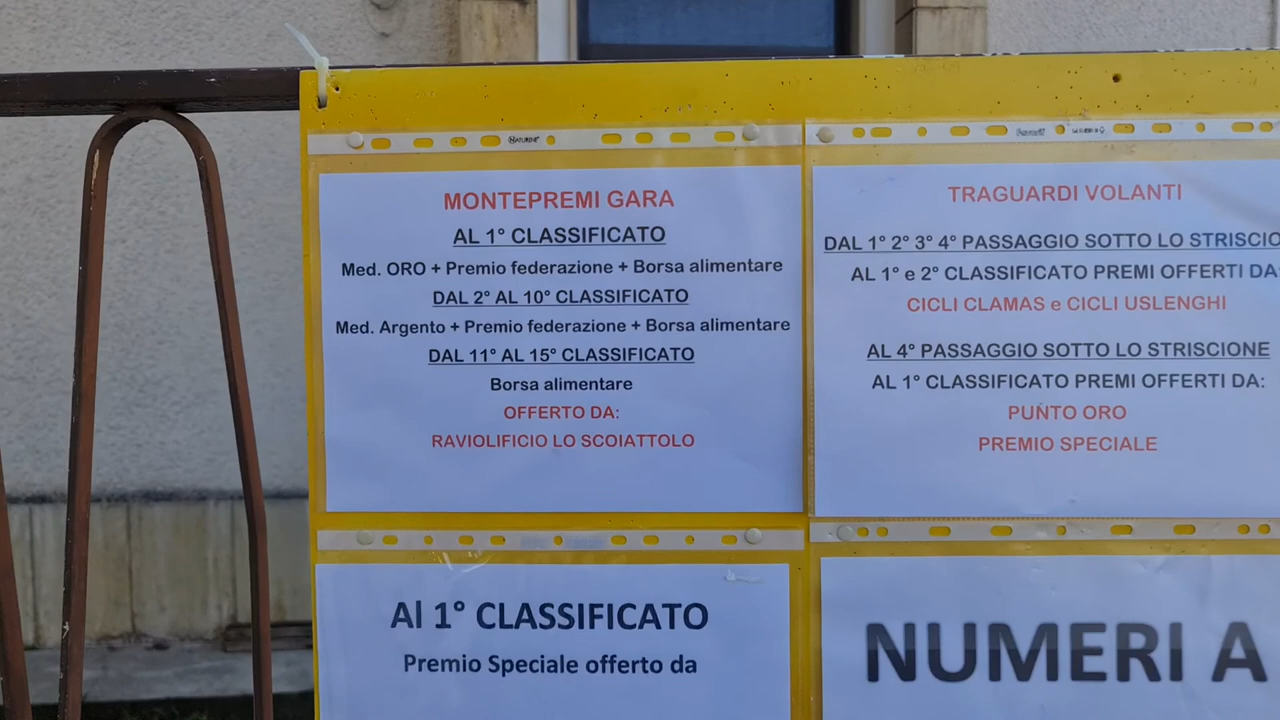 MONTEPREMI GARA
AL 1° CLASSIFICATO
Med. ORO + Premio federazione + Borsa alimentare
DAL 2° AL 10° CLASSIFICATO
Med. Argento + Premio federazione + Borsa alimentare
DAL 11° AL 15° CLASSIFICATO
Borsa alimentare
OFFERTO DA:
RAVIOLIFICIO LO SCOIATTOLO
TRAGUARDI VOLANTI
DAL 1° 2° 3° 4° PASSAGGIO SOTTO LO STRISCIO
AL 1° e 2° CLASSIFICATO PREMI OFFERTI DA:
CICLI CLAMAS e CICLI USLENGHI
AL 4° PASSAGGIO SOTTO LO STRISCIONE
AL 1° CLASSIFICATO PREMI OFFERTI DA:
PUNTO ORO
PREMIO SPECIALE
Al 1° CLASSIFICATO
Premio Speciale offerto da
NUMERI A